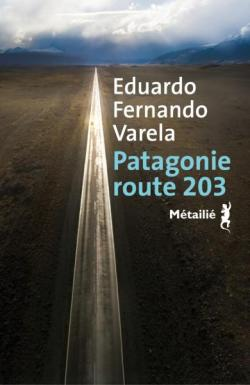 Eduardo
Fernando
Varela
Patagonie
route 203
Métailié